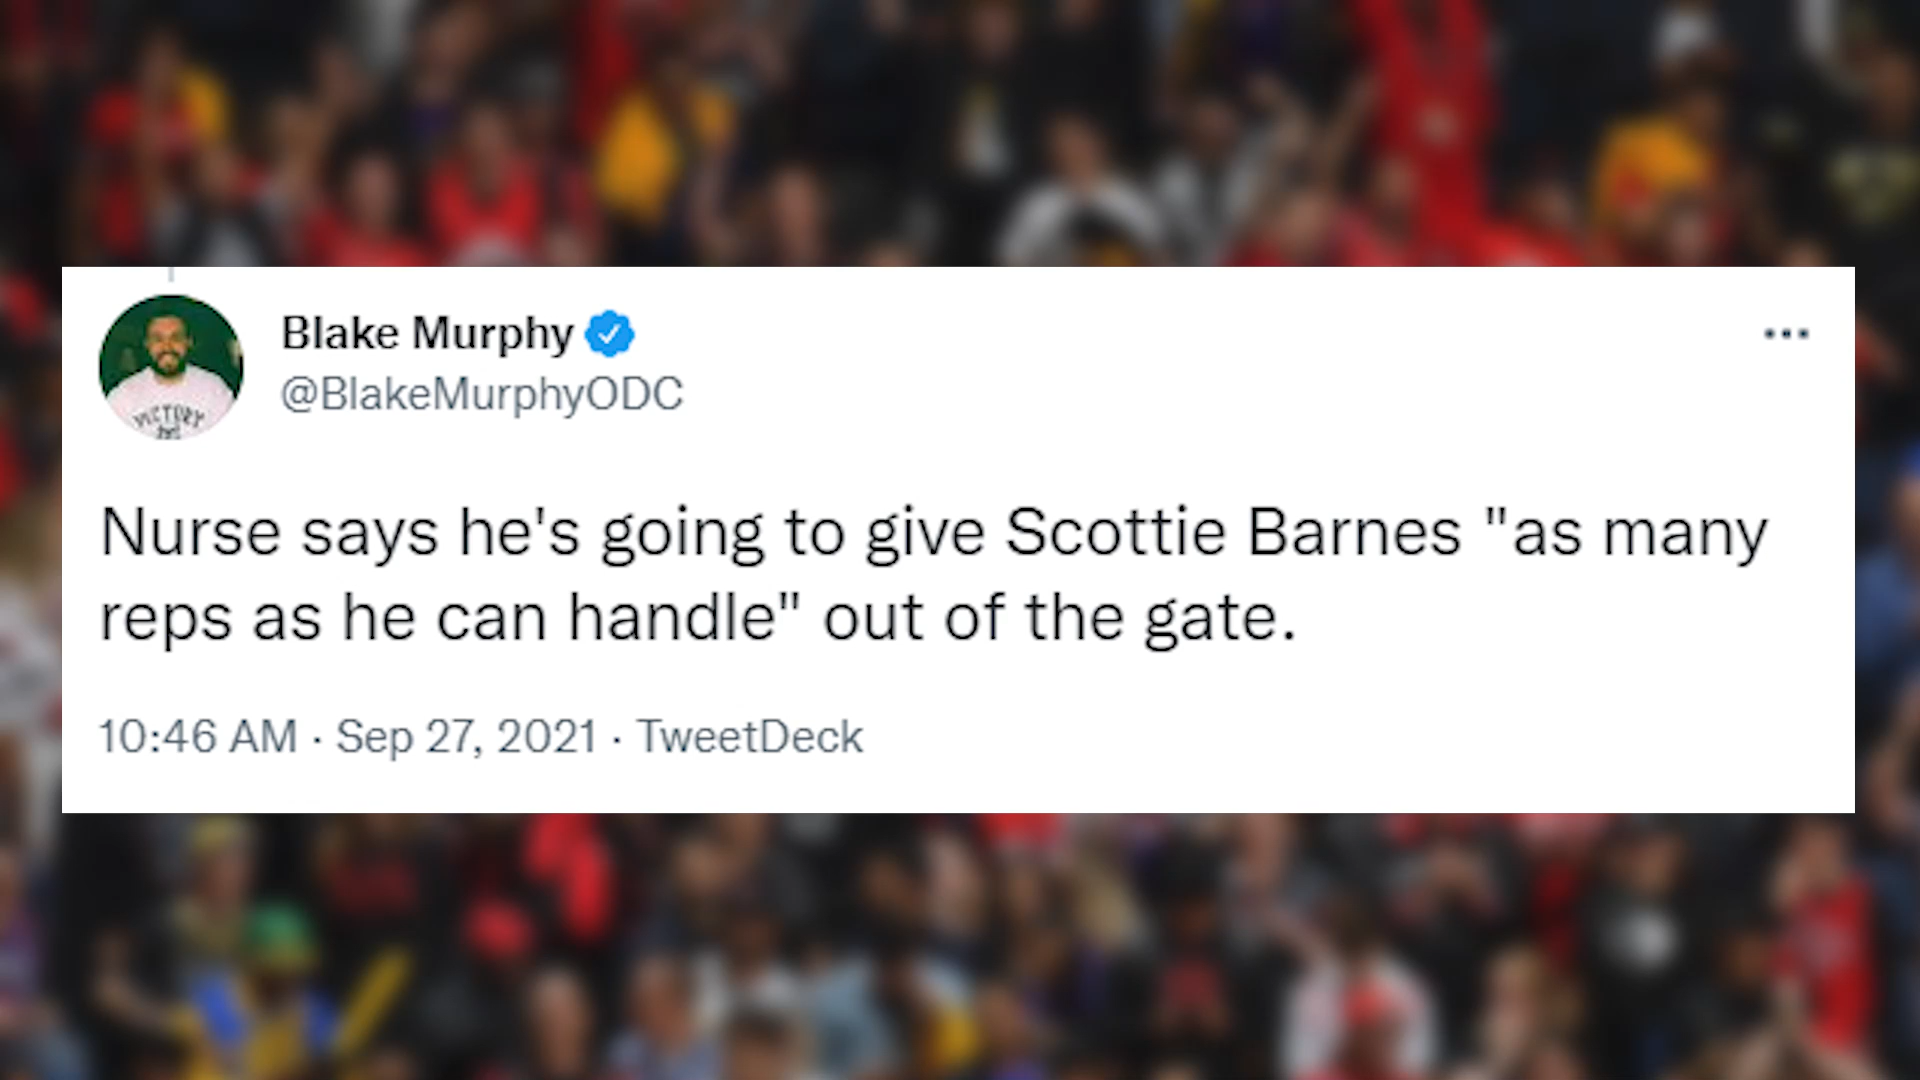 Blake Murphy
@BlakeMurphyODC
Nurse says he's going to give Scottie Barnes "as many
reps as he can handle" out of the gate.
10:46 AM · Sep 27, 2021 · TweetDeck
VICTORY